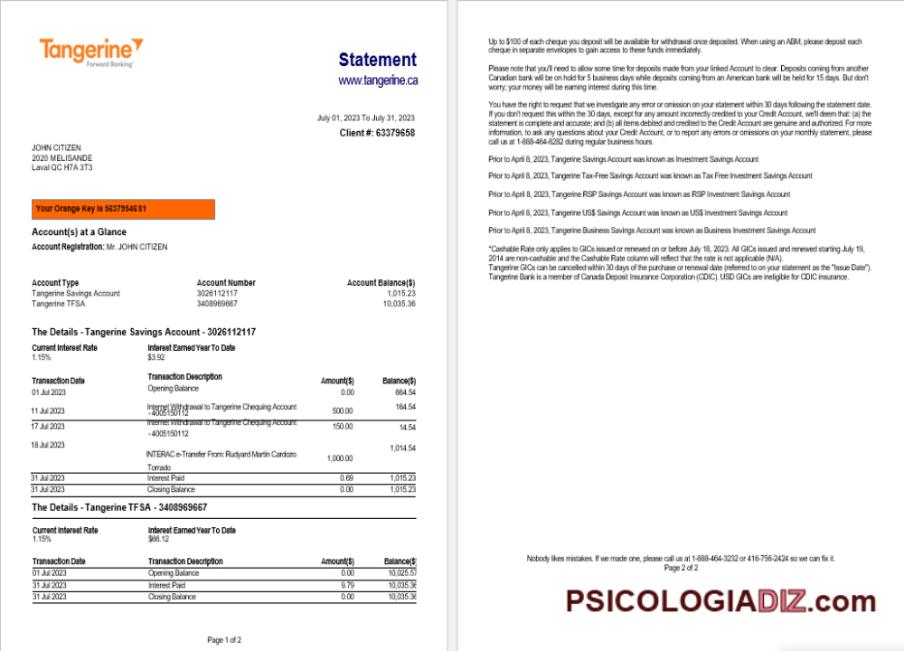 Tangerine
Forward Banking
Statement
www.tangerine.ca
July 01, 2023 To July 31, 2023
Client #: 63379658
JOHN CITIZEN
2020 MELISANDE
Laval QC H7A 3T3
Your Orange Key Is 5637954681
Account(s) at a Glance
Account Registration: Mr. JOHN CITIZEN
Account Type Account Number Account Balance($)
Tangerine Savings Account 3026112117 1,015.23
Tangerine TFSA 3408969667 10,035.36
The Details - Tangerine Savings Account - 3026112117
Current Interest Rate Interest Earned Year To Date
1.15% $3.92
Transaction Date Transaction Description Amount($) Balance($)
01 Jul 2023 Opening Balance 0.00 664.54
11 Jul 2023 Internet Withdrawal to Tangerine Chequing Account 500.00 164.54
- 4005150112
17 Jul 2023 Internet Withdrawal to Tangerine Chequing Account 150.00 14.54
- 4005150112
18 Jul 2023 1,014.54
INTERAC e-Transfer From: Rudyard Martin Cardozo 1,000.00
Torrado
31 Jul 2023 Interest Paid 0.69 1,015.23
31 Jul 2023 Closing Balance 0.00 1,015.23
The Details - Tangerine TFSA - 3408969667
Current Interest Rate Interest Earned Year To Date
1.15% $66.12
Transaction Date Transaction Description Amount($) Balance($)
01 Jul 2023 Opening Balance 0.00 10,025.57
31 Jul 2023 Interest Paid 9.79 10,035.36
31 Jul 2023 Closing Balance 0.00 10,035.36
Page 1 of 2
Up to $100 of each cheque you deposit will be available for withdrawal once deposited. When using an ABM, please deposit each
cheque in separate envelopes to gain access to these funds immediately.
Please note that you'll need to allow some time for deposits made from your linked Account to clear. Deposits coming from another
Canadian bank will be on hold for 5 business days while deposits coming from an American bank will be held for 15 days. But don't
worry; your money will be earning interest during this time.
You have the right to request that we investigate any error or omission on your statement within 30 days following the statement date.
If you don't request this within the 30 days, except for any amount incorrectly credited to your Credit Account, we'll deem that: (a) the
statement is complete and accurate; and (b) all items debited and credited to the Credit Account are genuine and authorized. For more
information, to ask any questions about your Credit Account, or to report any errors or omissions on your monthly statement, please
call us at 1-888-464-8282 during regular business hours.
Prior to April 8, 2023, Tangerine Savings Account was known as Investment Savings Account
Prior to April 8, 2023, Tangerine Tax-Free Savings Account was known as Tax Free Investment Savings Account
Prior to April 8, 2023, Tangerine RSP Savings Account was known as RSP Investment Savings Account
Prior to April 8, 2023, Tangerine US$ Savings Account was known as US$ Investment Savings Account
Prior to April 8, 2023, Tangerine Business Savings Account was known as Business Investment Savings Account
*Cashable Rate only applies to GICs issued or renewed on or before July 18, 2023. All GICs issued and renewed starting July 19,
2014 are non-cashable and the Cashable Rate column will reflect that the rate is not applicable (N/A).
Tangerine GICs can be cancelled within 30 days of the purchase or renewal date (referred to on your statement as the "Issue Date").
Tangerine Bank is a member of Canada Deposit Insurance Corporation (CDIC). USD GICs are ineligible for CDIC insurance.
Nobody likes mistakes. If we made one, please call us at 1-888-464-3232 or 416-756-2424 so we can fix it.
Page 2 of 2
PSICOLOGIADIZ.com